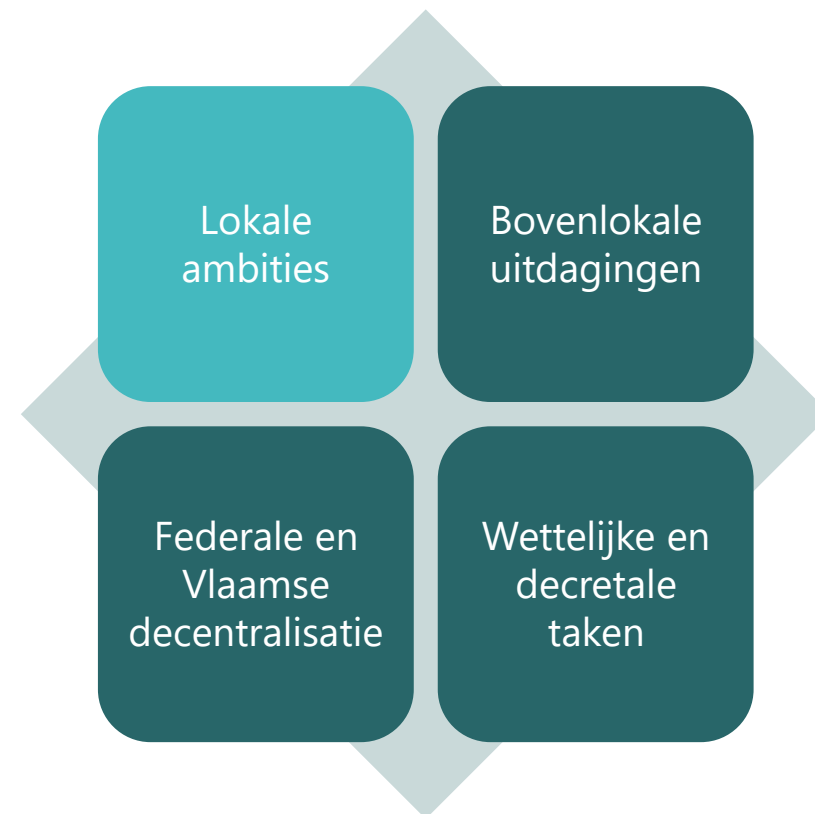 Lokale
ambities
Bovenlokale
uitdagingen
Federale en
Vlaamse
decentralisatie
Wettelijke en
decretale
taken